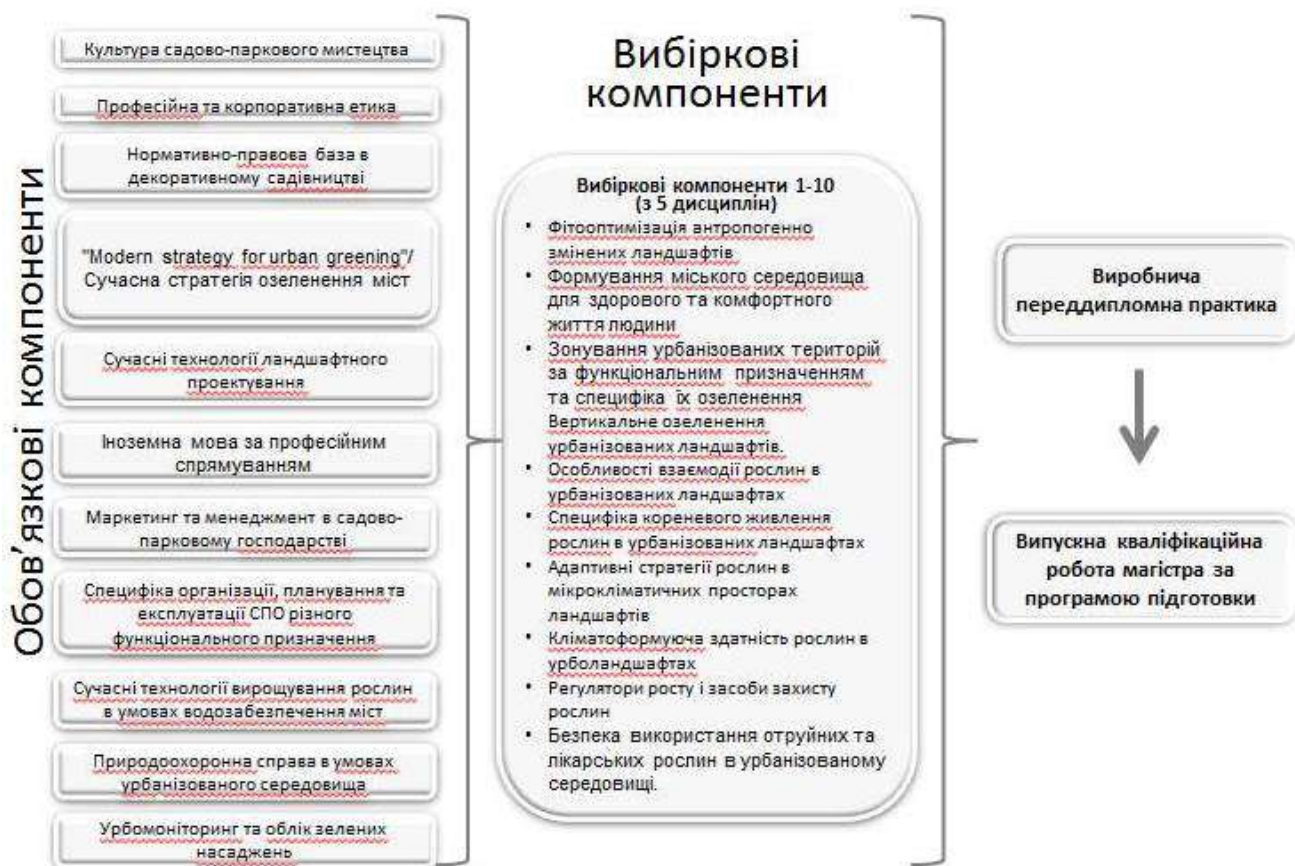 Обов’язкові компоненти
Культура садово-паркового мистецтва
Професійна та корпоративна етика
Нормативно-правова база в
декоративному садівництві
"Modern strategy for urban greening"/
Сучасна стратегія озеленення міст
Сучасні технології ландшафтного
проектування
Іноземна мова за професійним
спрямуванням
Маркетинг та менеджмент в садово-
парковому господарстві
Специфіка організації, планування та
експлуатації СПО різного
функціонального призначення
Сучасні технології вирощування рослин
в умовах водозабезпечення міст
Природоохоронна справа в умовах
урбанізованого середовища
Урбомоніторинг та облік зелених
насаджень
Вибіркові
компоненти
Вибіркові компоненти 1-10
(з 5 дисциплін)
• Фітооптимізація антропогенно
змінених ландшафтів
• Формування міського середовища
для здорового та комфортного
життя людини
• Зонування урбанізованих територій
за функціональним призначенням
та специфіка їх озеленення
Вертикальне озеленення
урбанізованих ландшафтів.
• Особливості взаємодії рослин в
урбанізованих ландшафтах
• Специфіка кореневого живлення
рослин в урбанізованих ландшафтах
• Адаптивні стратегії рослин в
мікрокліматичних просторах
ландшафтів
• Кліматоформуюча здатність рослин в
урболандшафтах
• Регулятори росту і засоби захисту
рослин
• Безпека використання отруйних та
лікарських рослин в урбанізованому
середовищі.
Виробнича
переддипломна практика
Випускна кваліфікаційна
робота магістра за
програмою підготовки